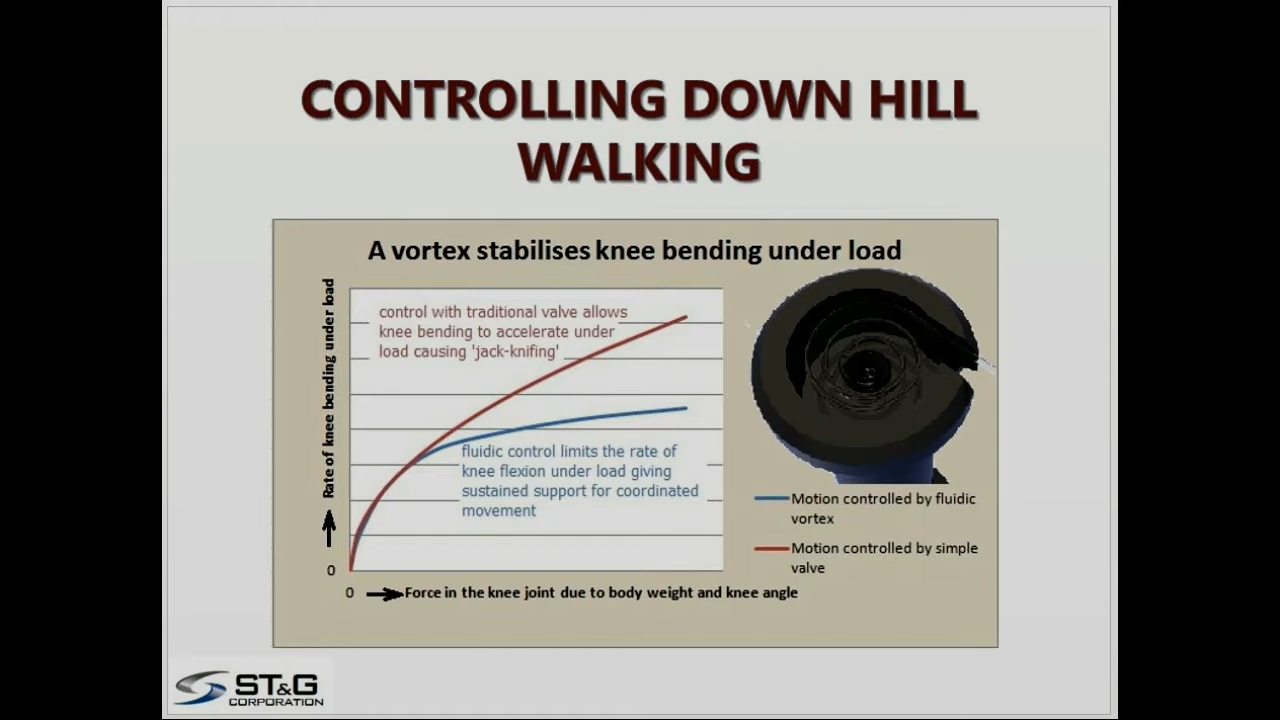 CONTROLLING DOWN HILL
WALKING
A vortex stabilises knee bending under load
Rate of knee bending under load
control with traditional valve allows
knee bending to accelerate under
load causing 'jack-knifing'
fluidic control limits the rate of
knee flexion under load giving
sustained support for coordinated
movement
Motion controlled by fluidic
vortex
Motion controlled by simple
valve
0
0
Force in the knee joint due to body weight and knee angle
ST&G
CORPORATION